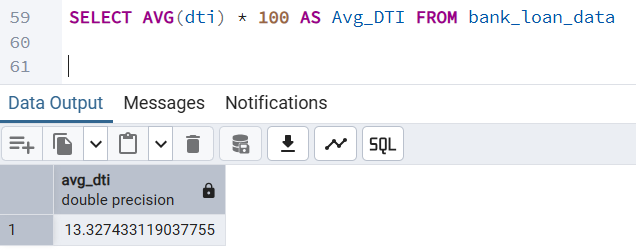 59 SELECT AVG(dti) * 100 AS Avg_DTI FROM bank_loan_data
60
61
Data Output Messages Notifications
SQL
avg_dti
double precision
1 13.327433119037755